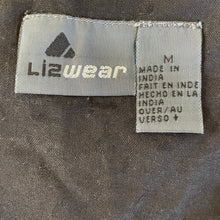 Lizwear
M
MADE IN
INDIA
FAIT EN INDE
HECHO EN LA
INDIA
OVER/AU
VERSO +